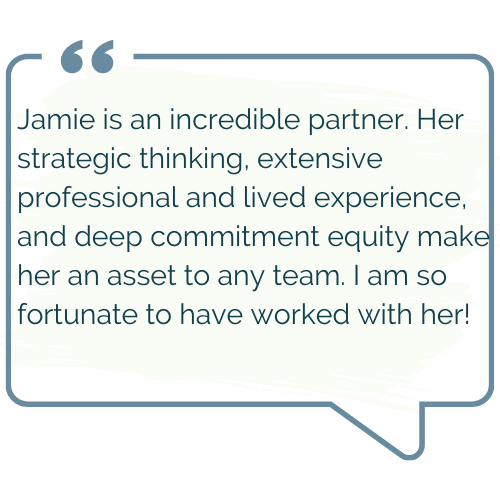 Jamie is an incredible partner. Her
strategic thinking, extensive
professional and lived experience,
and deep commitment equity make
her an asset to any team. I am so
fortunate to have worked with her!